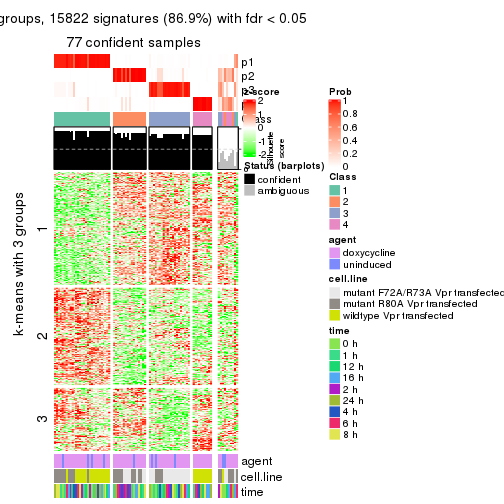 groups, 15822 signatures (86.9%) with fdr < 0.05
77 confident samples
p1
p2
p3
z-score
2
1
0
-1
-2
Silhouette
score
Status (barplots)
confident
ambiguous
Prob
1
0.8
0.6
0.4
0.2
0
Class
1
2
3
4
agent
doxycycline
uninduced
cell.line
mutant F72A/R73A Vpr transfected
mutant R80A Vpr transfected
wildtype Vpr transfected
time
0 h
1 h
12 h
16 h
2 h
24 h
4 h
6 h
8 h
k-means with 3 groups
1
2
3
agent
cell.line
time